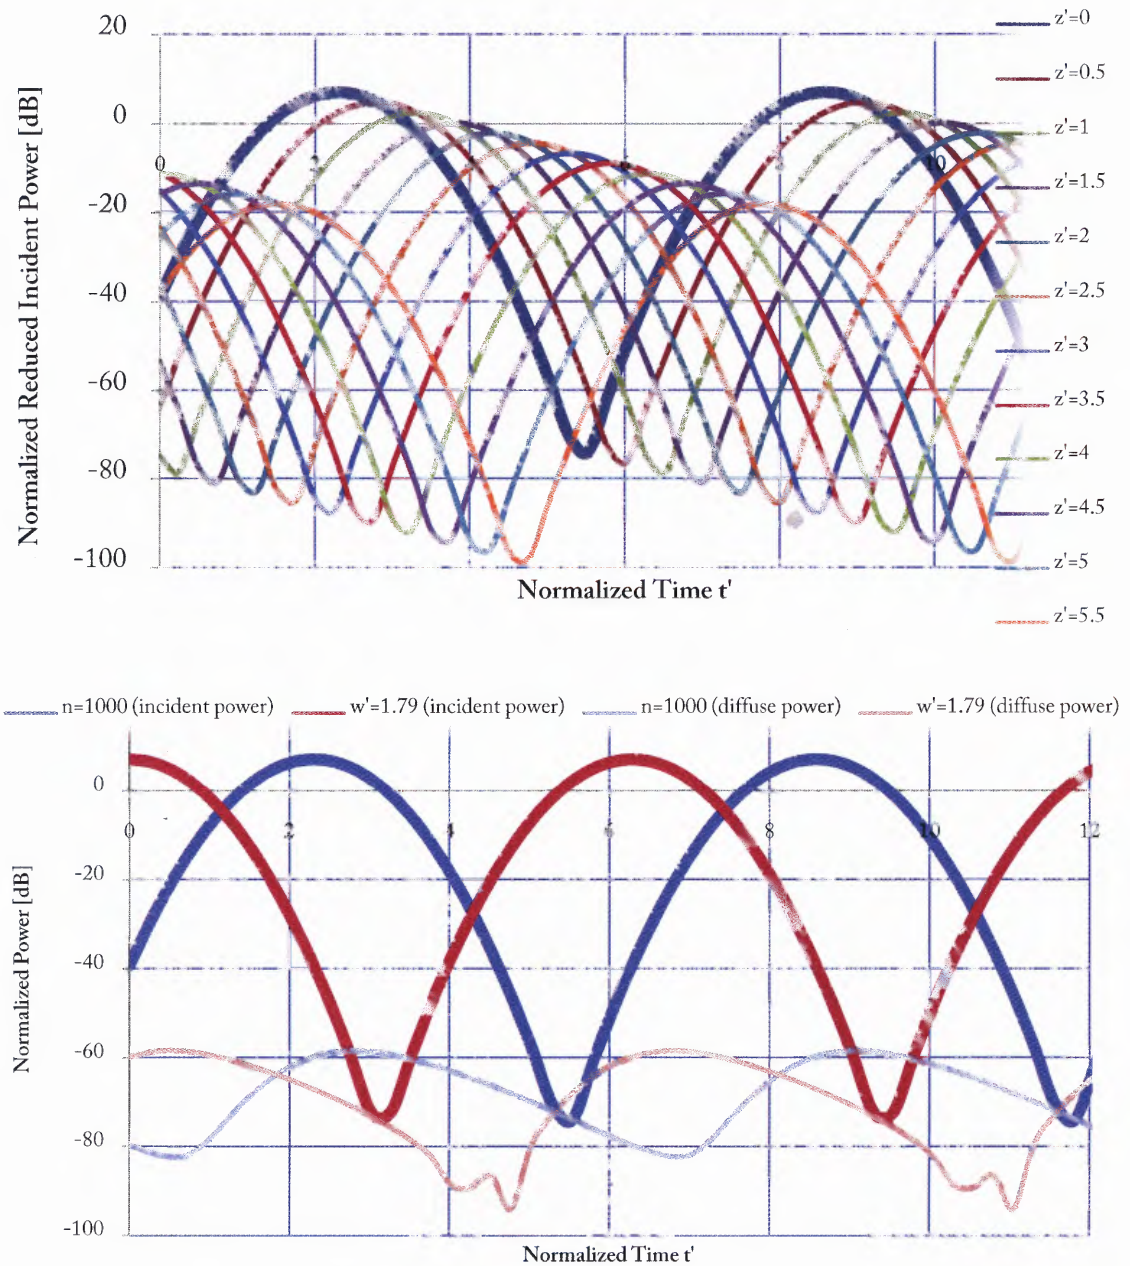 20
0
-20
-40
-60
-80
-100
Normalized Reduced Incident Power [dB]
0 2 6 8 10
Normalized Time t'
z'=0
z'=0.5
z'=1
z'=1.5
z'=2
z'=2.5
z'=3
z'=3.5
z'=4
z'=4.5
z'=5
z'=5.5
n=1000 (incident power) w'=1.79 (incident power) n=1000 (diffuse power) w'=1.79 (diffuse power)
0
-20
-40
-60
-80
-100
Normalized Power [dB]
0 2 4 6 8 10 12
Normalized Time t'